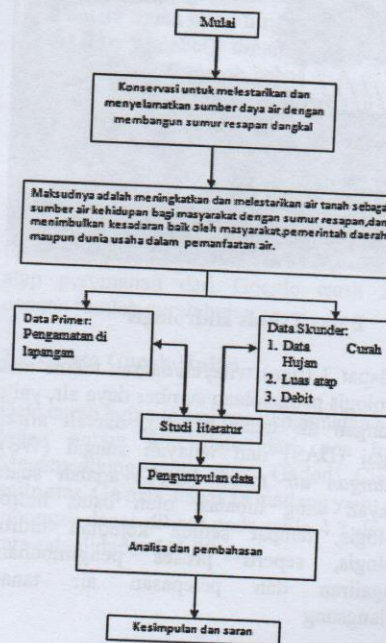 Mulai
Konservasi untuk melestarikan dan
menyelamatkan sumber daya air dengan
membangun sumur resapan dangkal
Maksudnya adalah meningkatkan dan melestarikan air tanah sebaga
sumber air kehidupan bagi masyarakat dengan sumur resapan,dan
menimbulkan kesadaran baik oleh masyarakat,pemerintah daerah
maupun dunia usaha dalam pemanfaatan air.
Data Primer:
Pengamatan di
lapangan
Data Skunder:
1. Data Curah
Hujan
2. Luas atap
3. Debit
Studi literatur
Pengumpulan data
Analisa dan pembahasan
Kesimpulan dan saran